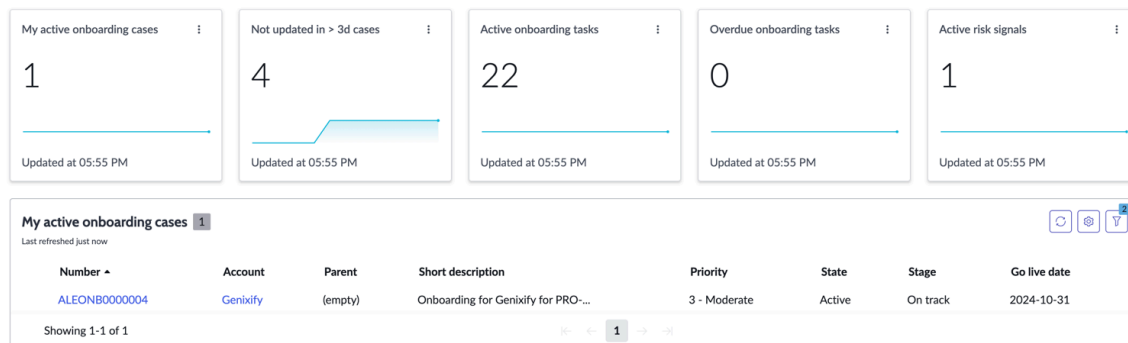 My active onboarding cases
1
Updated at 05:55 PM
Not updated in > 3d cases
4
Updated at 05:55 PM
Active onboarding tasks
22
Updated at 05:55 PM
Overdue onboarding tasks
0
Updated at 05:55 PM
Active risk signals
1
Updated at 05:55 PM
My active onboarding cases 1
2
Last refreshed just now
Number Account Parent Short description Priority State Stage Go live date
ALEONB0000004 Genixify (empty) Onboarding for Genixify for PRO-... 3 - Moderate Active On track 2024-10-31
Showing 1-1 of 1 1